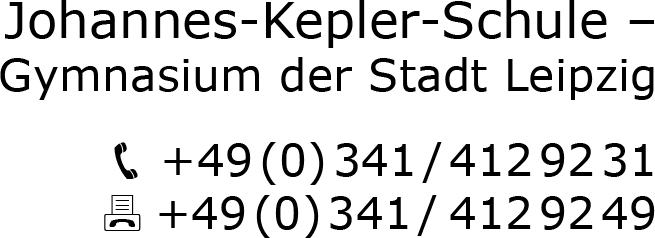 Johannes-Kepler-Schule –
Gymnasium der Stadt Leipzig
+49 (0) 341 / 412 92 31
+49 (0) 341 / 412 92 49